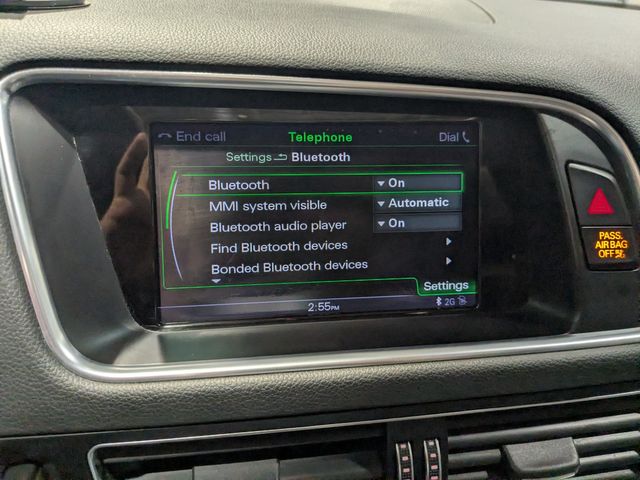 End call Telephone Dial
Settings Bluetooth
Bluetooth On
MMI system visible Automatic
Bluetooth audio player On
Find Bluetooth devices
Bonded Bluetooth devices
Settings
2:55PM 2G
PASS.
AIR BAG
OFF